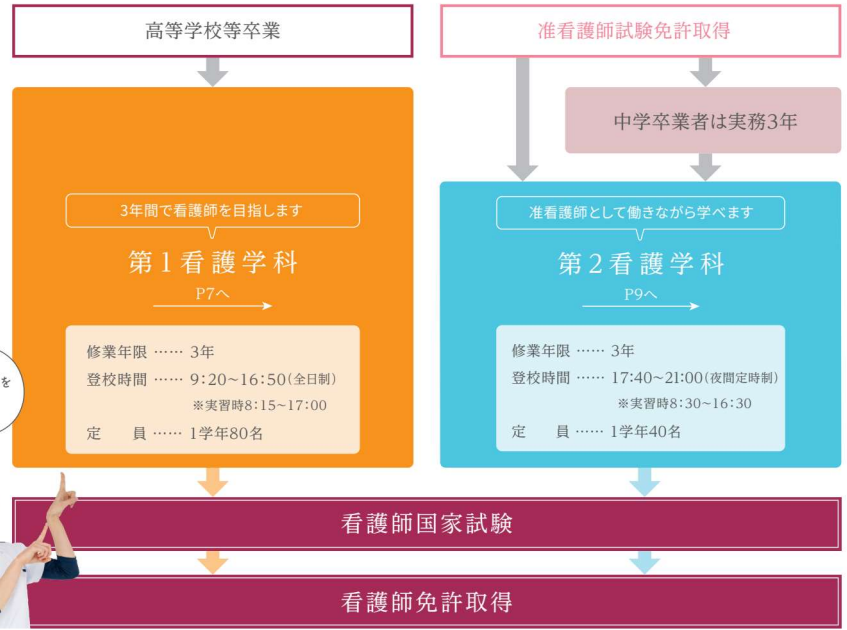 高等学校等卒業
准看護師試験免許取得
中学卒業者は実務3年
3年間で看護師を目指します
第1看護学科
P7へ
修業年限 …… 3年
登校時間 …… 9:20~16:50(全日制)
※実習時8:15~17:00
定　員 …… 1学年80名
准看護師として働きながら学べます
第2看護学科
P9へ
修業年限 …… 3年
登校時間 …… 17:40~21:00(夜間定時制)
※実習時8:30~16:30
定　員 …… 1学年40名
を
看護師国家試験
看護師免許取得